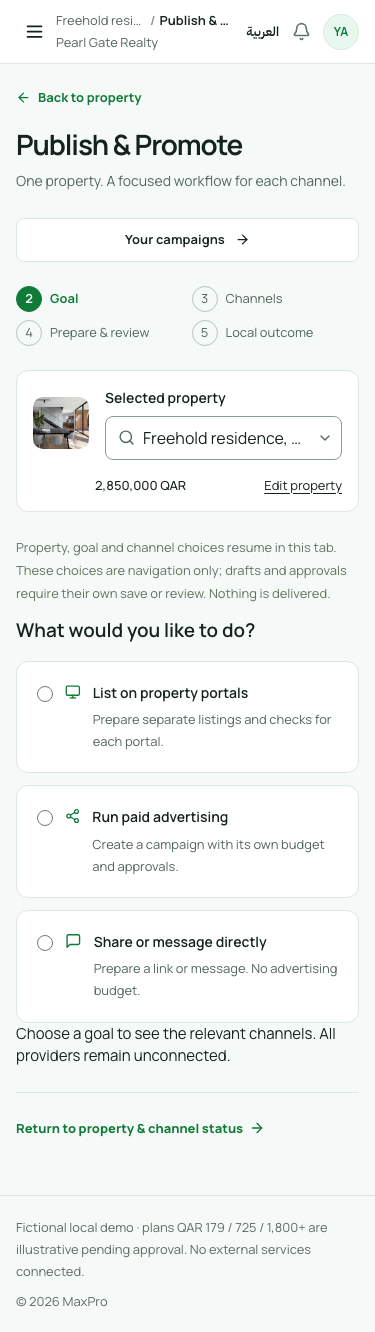 Freehold resi... / Publish & ...
Pearl Gate Realty
العربية
YA
Back to property
Publish & Promote
One property. A focused workflow for each channel.
Your campaigns
2 Goal
3 Channels
4 Prepare & review
5 Local outcome
Selected property
Freehold residence, ...
2,850,000 QAR
Edit property
Property, goal and channel choices resume in this tab.
These choices are navigation only; drafts and approvals
require their own save or review. Nothing is delivered.
What would you like to do?
List on property portals
Prepare separate listings and checks for
each portal.
Run paid advertising
Create a campaign with its own budget
and approvals.
Share or message directly
Prepare a link or message. No advertising
budget.
Choose a goal to see the relevant channels. All
providers remain unconnected.
Return to property & channel status
Fictional local demo · plans QAR 179 / 725 / 1,800+ are
illustrative pending approval. No external services
connected.
© 2026 MaxPro